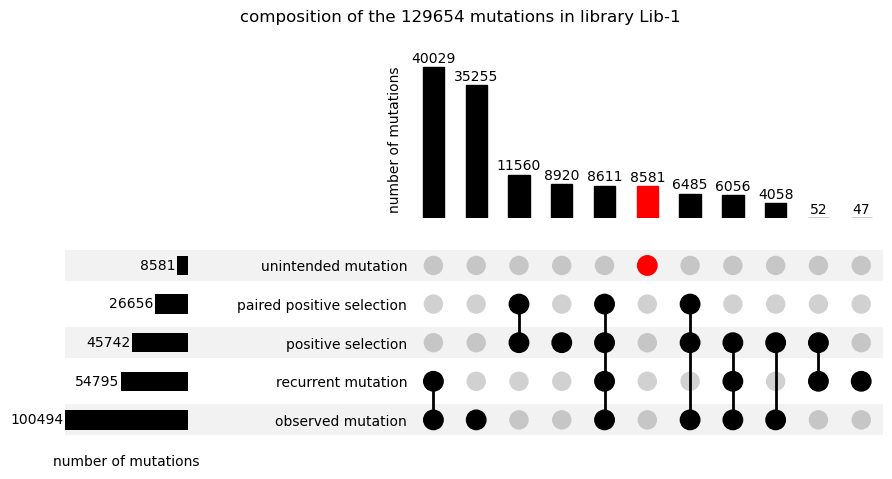 composition of the 129654 mutations in library Lib-1
number of mutations
40029
35255
11560
8920
8611
8581
6485
6056
4058
52
47
8581
unintended mutation
26656
paired positive selection
45742
positive selection
54795
recurrent mutation
100494
observed mutation
number of mutations